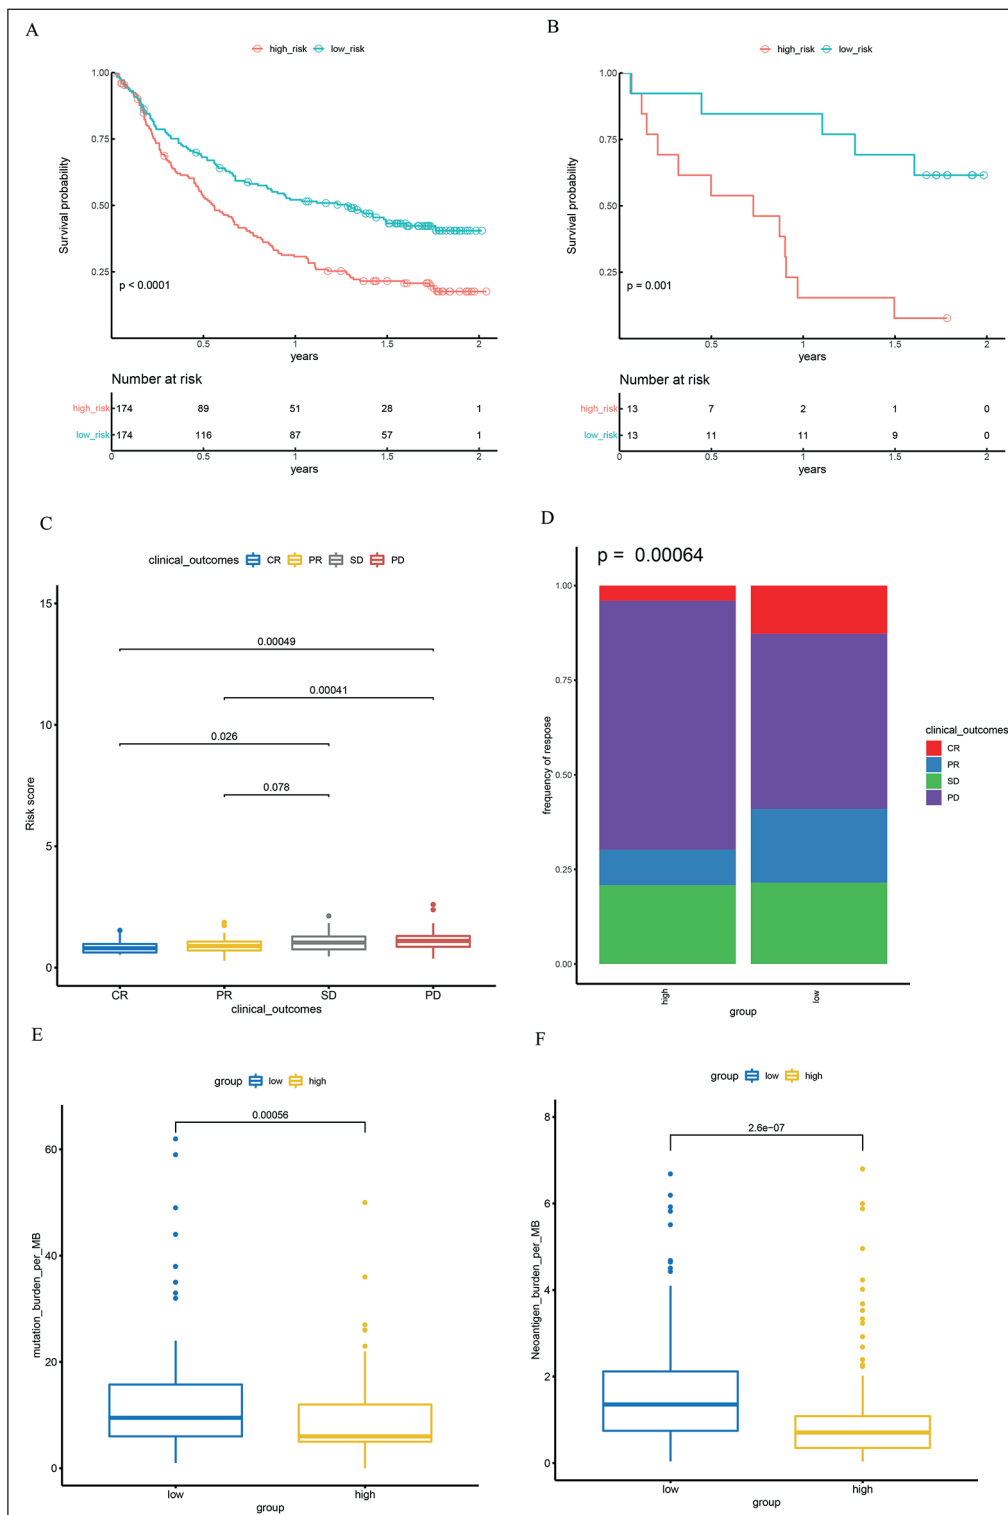 A
high_risk low_risk
1.00
0.75
0.50
0.25
Survival probability
p < 0.0001
0.5 1 1.5 2
years
Number at risk
high_risk 174 89 51 28 1
low_risk 174 116 87 57 1
0 0.5 1 1.5 2
years
B
high_risk low_risk
1.00
0.75
0.50
0.25
Survival probability
p = 0.001
0.5 1 1.5 2
years
Number at risk
high_risk 13 7 2 1 0
low_risk 13 11 11 9 0
0 0.5 1 1.5 2
years
C
clinical_outcomes CR PR SD PD
15
10
5
0
Risk score
0.00049
0.00041
0.026
0.078
CR PR SD PD
clinical_outcomes
D
p = 0.00064
1.00
0.75
0.50
0.25
0.00
frequency of respose
high low
group
clinical_outcomes
CR
PR
SD
PD
E
group low high
60
40
20
0
mutation_burden_per_MB
0.00056
low high
group
F
group low high
8
6
4
2
0
Neoantigen_burden_per_MB
2.6e−07
low high
group